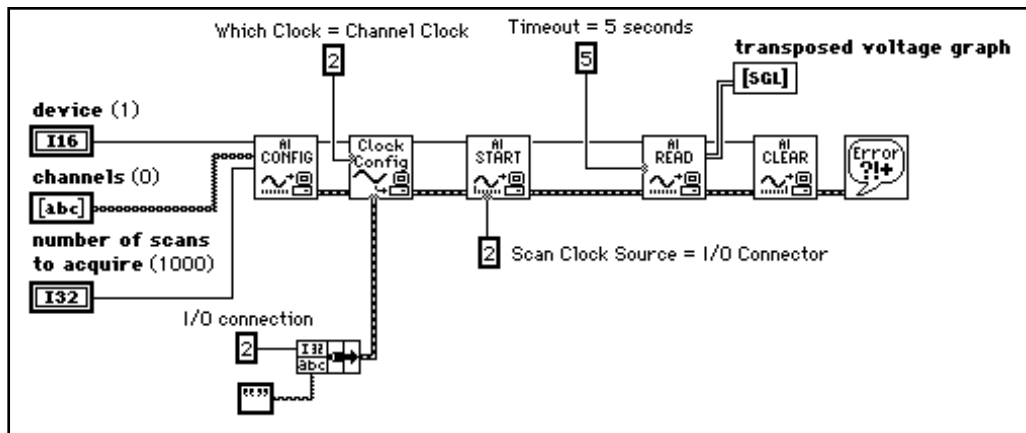 Which Clock = Channel Clock
2
Timeout = 5 seconds
5
transposed voltage graph
[SGL]
device (1)
I16
channels (0)
[abc]
number of scans
to acquire (1000)
I32
AI
CONFIG
Clock
Config
AI
START
AI
READ
AI
CLEAR
Error
?!+
2
Scan Clock Source = I/O Connector
I/O connection
2
I32
abc
“”